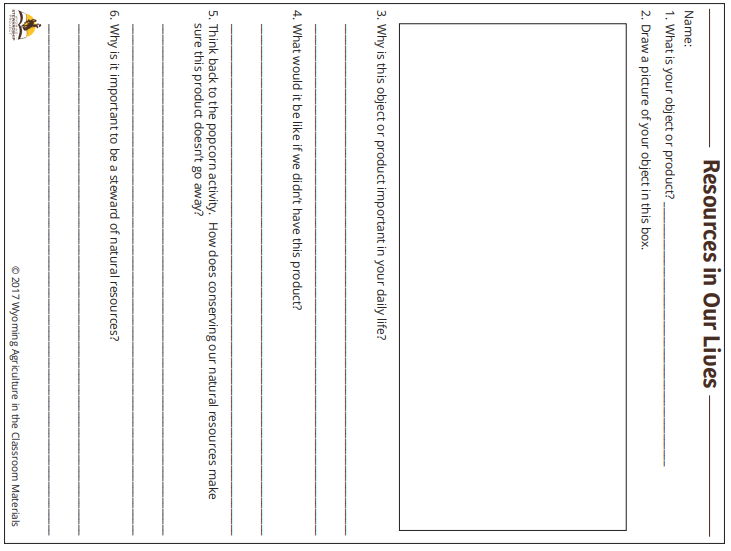 Resources in Our Lives
Name:
1. What is your object or product?
2. Draw a picture of your object in this box.
3. Why is this object or product important in your daily life?
4. What would it be like if we didn't have this product?
5. Think back to the popcorn activity. How does conserving our natural resources make
sure this product doesn't go away?
6. Why is it important to be a steward of natural resources?
© 2017 Wyoming Agriculture in the Classroom Materials